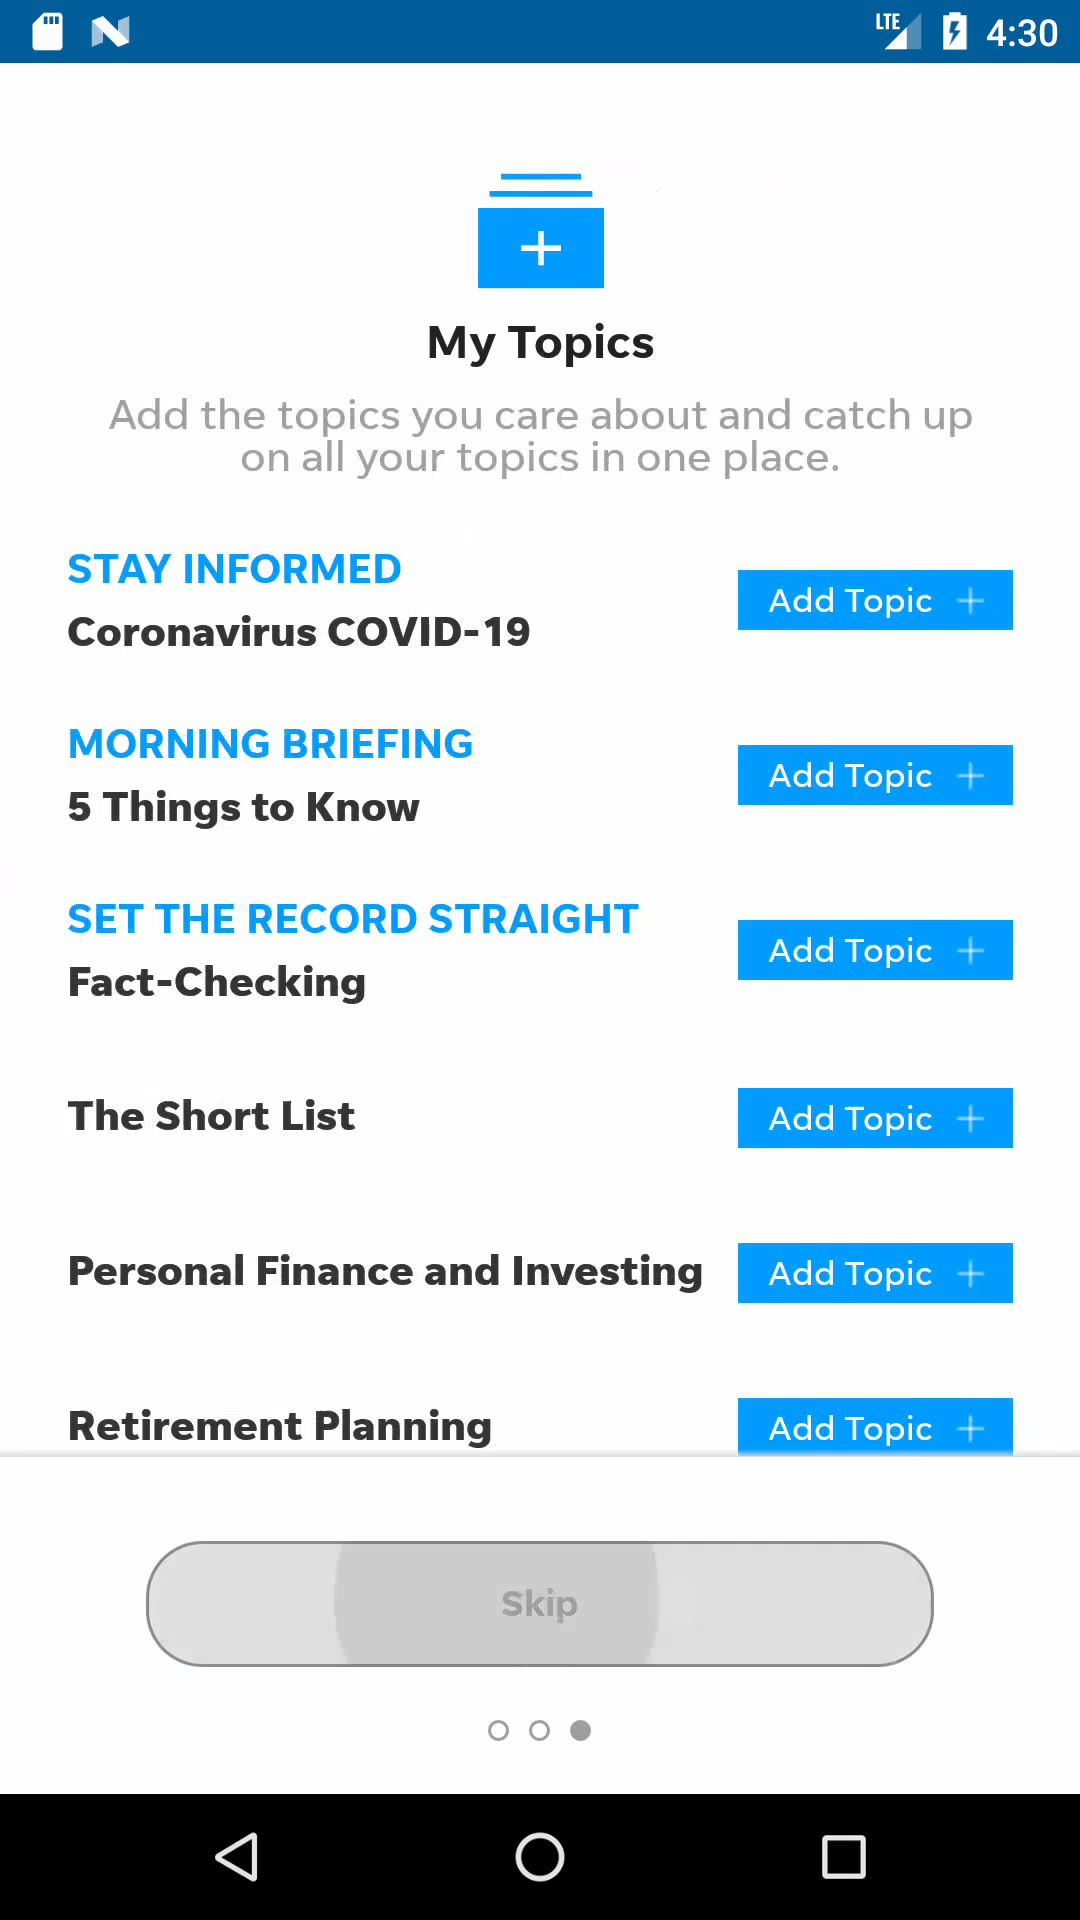 LTE 4:30
My Topics
Add the topics you care about and catch up
on all your topics in one place.
STAY INFORMED
Coronavirus COVID-19
Add Topic
MORNING BRIEFING
5 Things to Know
Add Topic
SET THE RECORD STRAIGHT
Fact-Checking
Add Topic
The Short List
Add Topic
Personal Finance and Investing
Add Topic
Retirement Planning
Add Topic
Skip